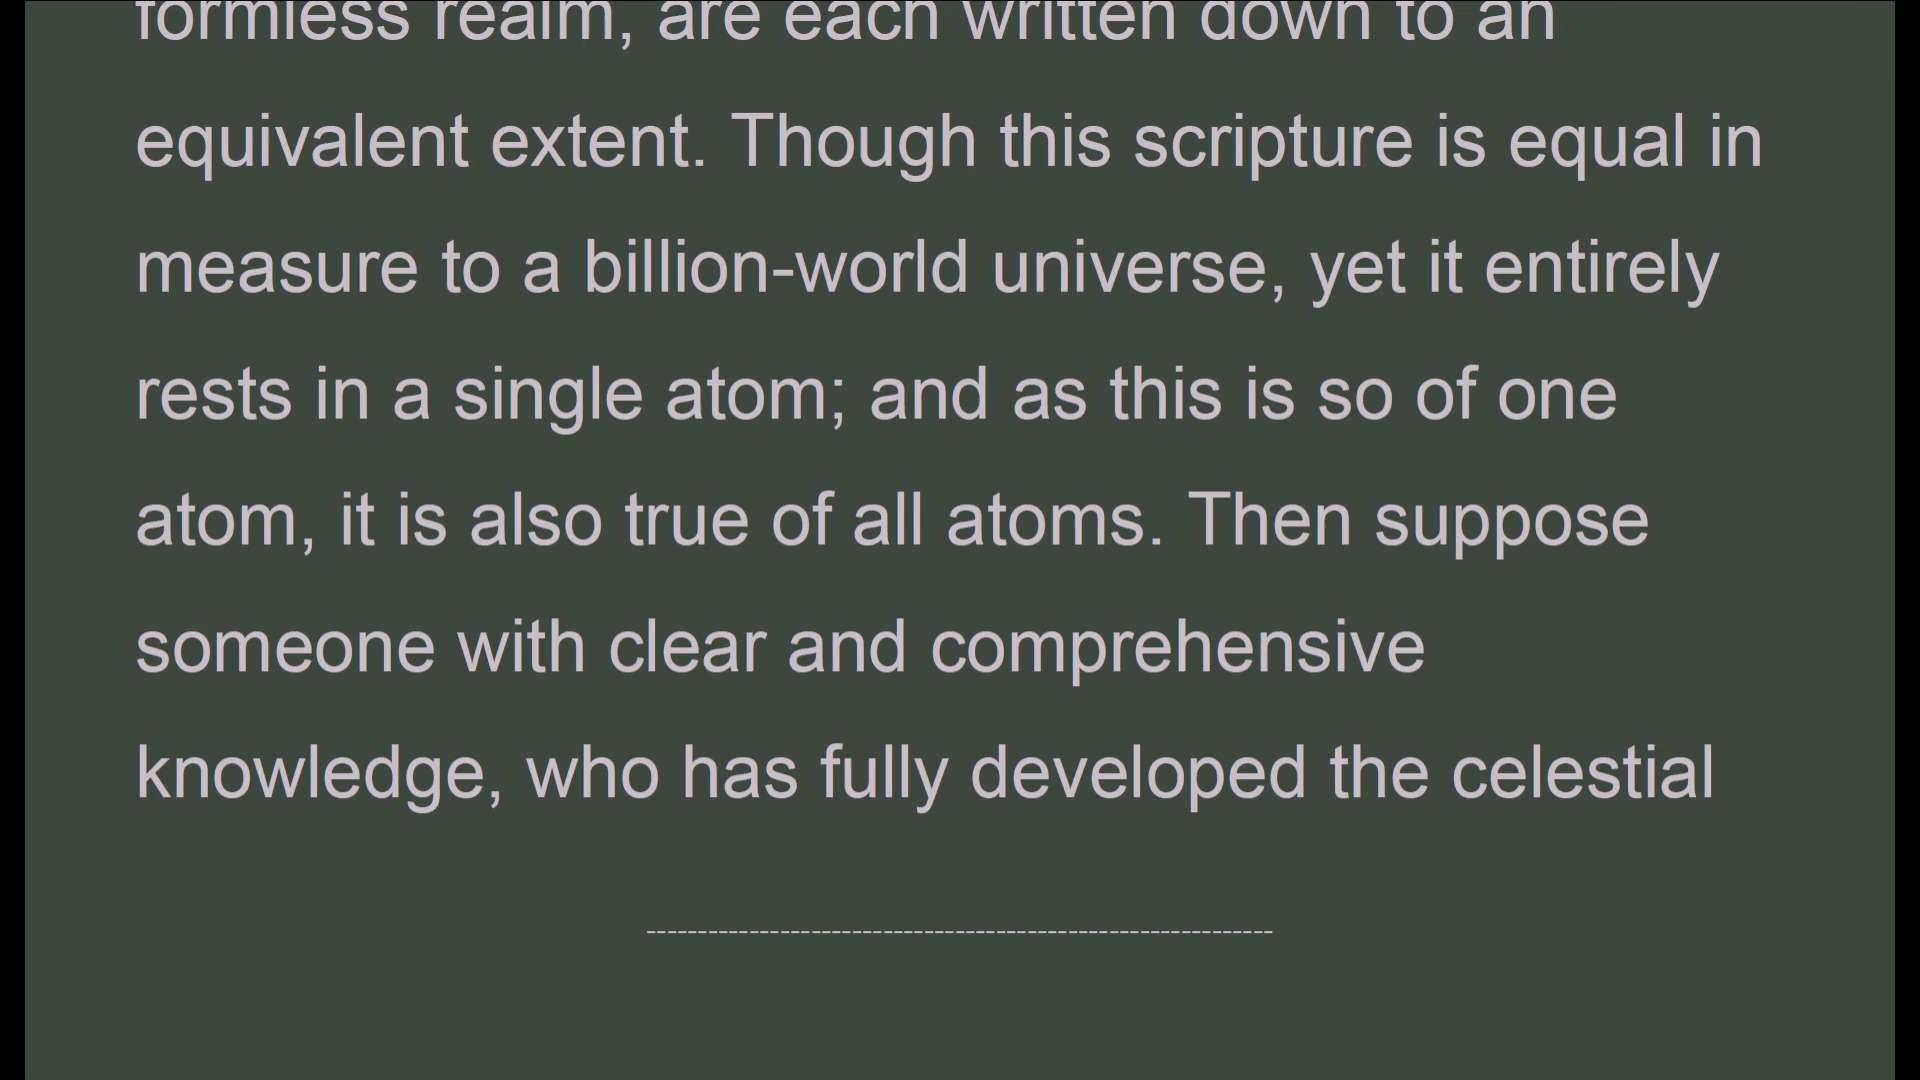 formless realm, are each written down to an
equivalent extent. Though this scripture is equal in
measure to a billion-world universe, yet it entirely
rests in a single atom; and as this is so of one
atom, it is also true of all atoms. Then suppose
someone with clear and comprehensive
knowledge, who has fully developed the celestial
-------------------------------------------------------------